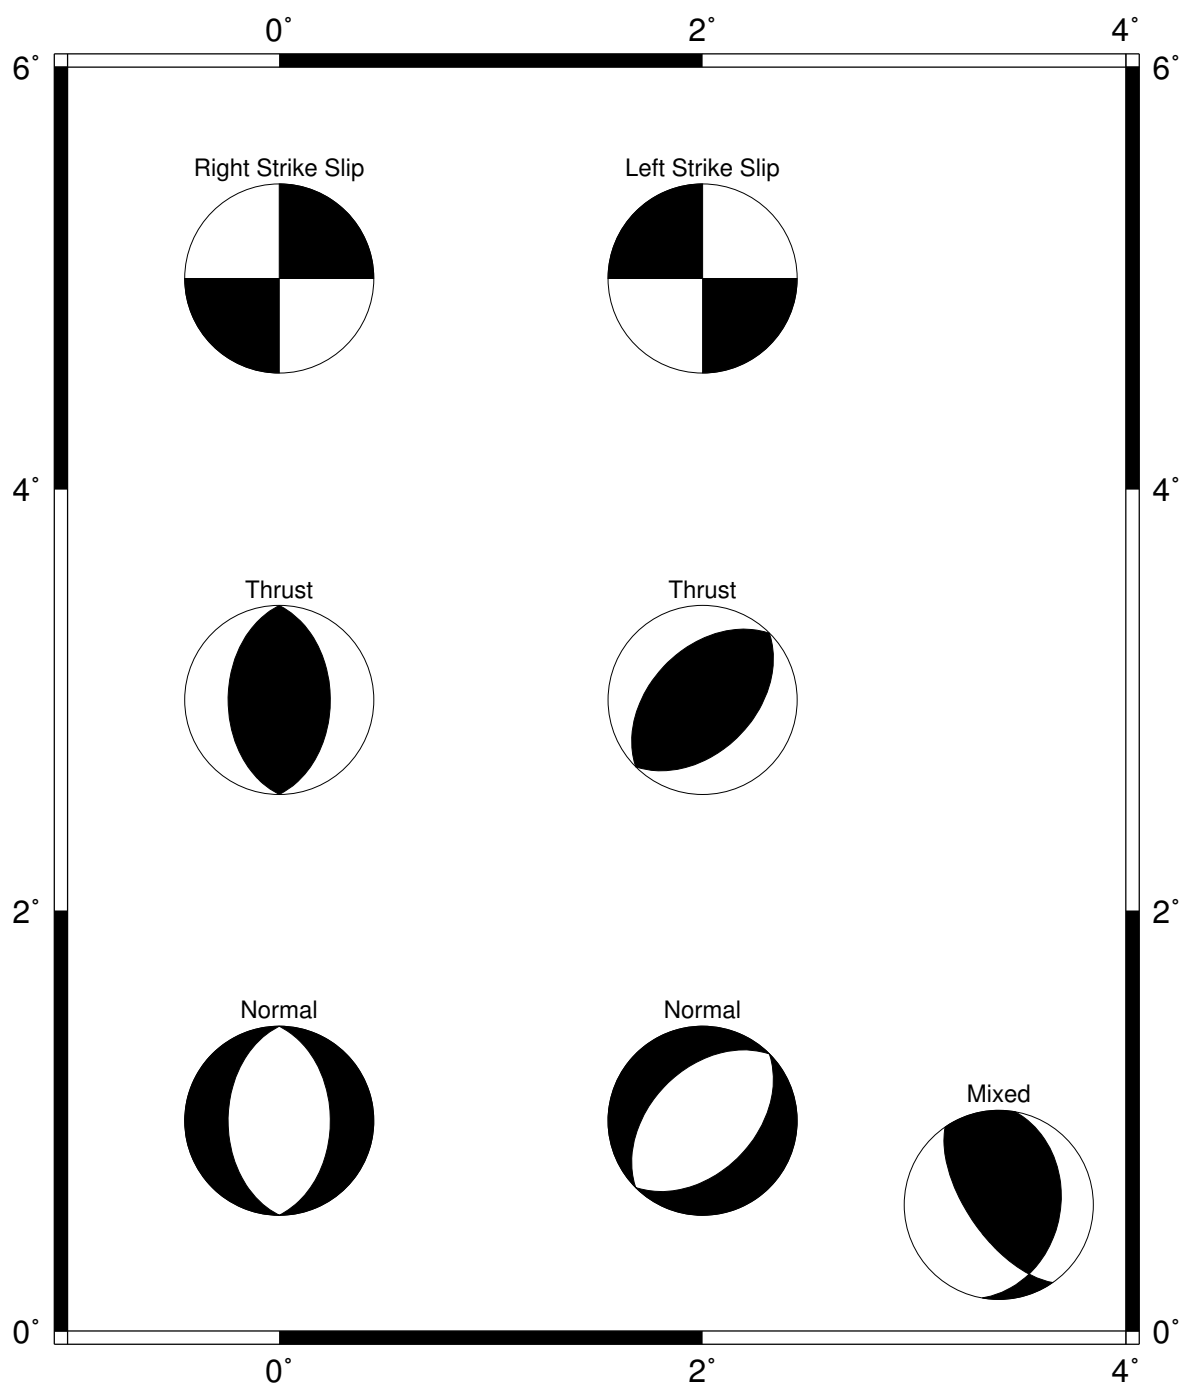 0˚ 2˚ 4˚
6˚ 6˚
Right Strike Slip Left Strike Slip
4˚ 4˚
Thrust Thrust
2˚ 2˚
Normal Normal
Mixed
0˚ 0˚
0˚ 2˚ 4˚